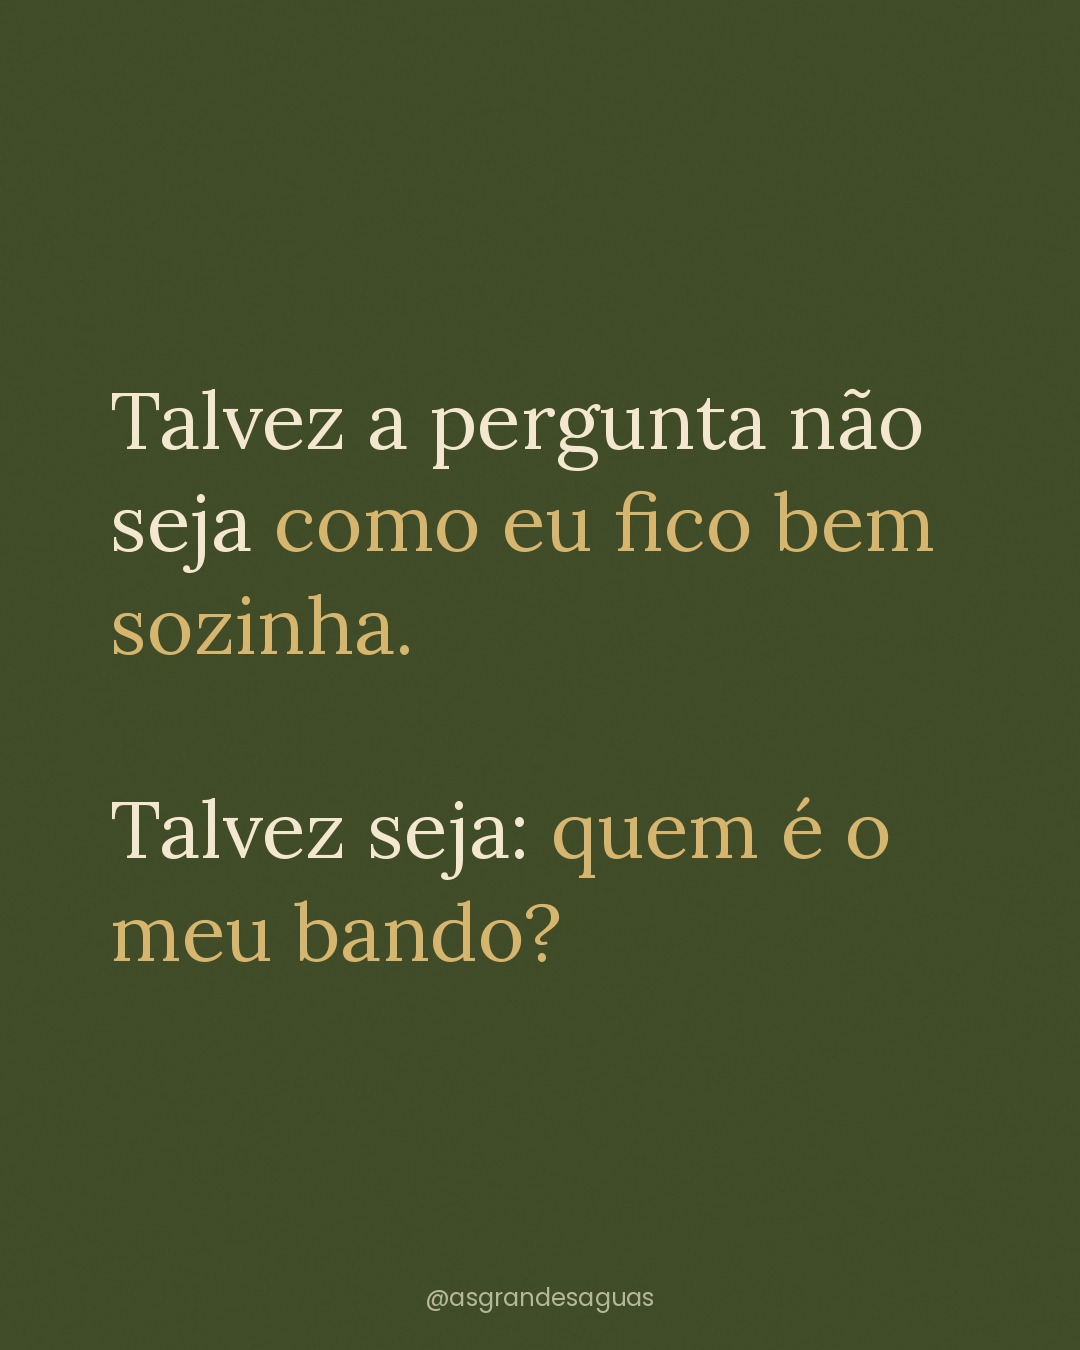 Talvez a pergunta não
seja como eu fico bem
sozinha.
Talvez seja: quem é o
meu bando?
@asgrandesaguas